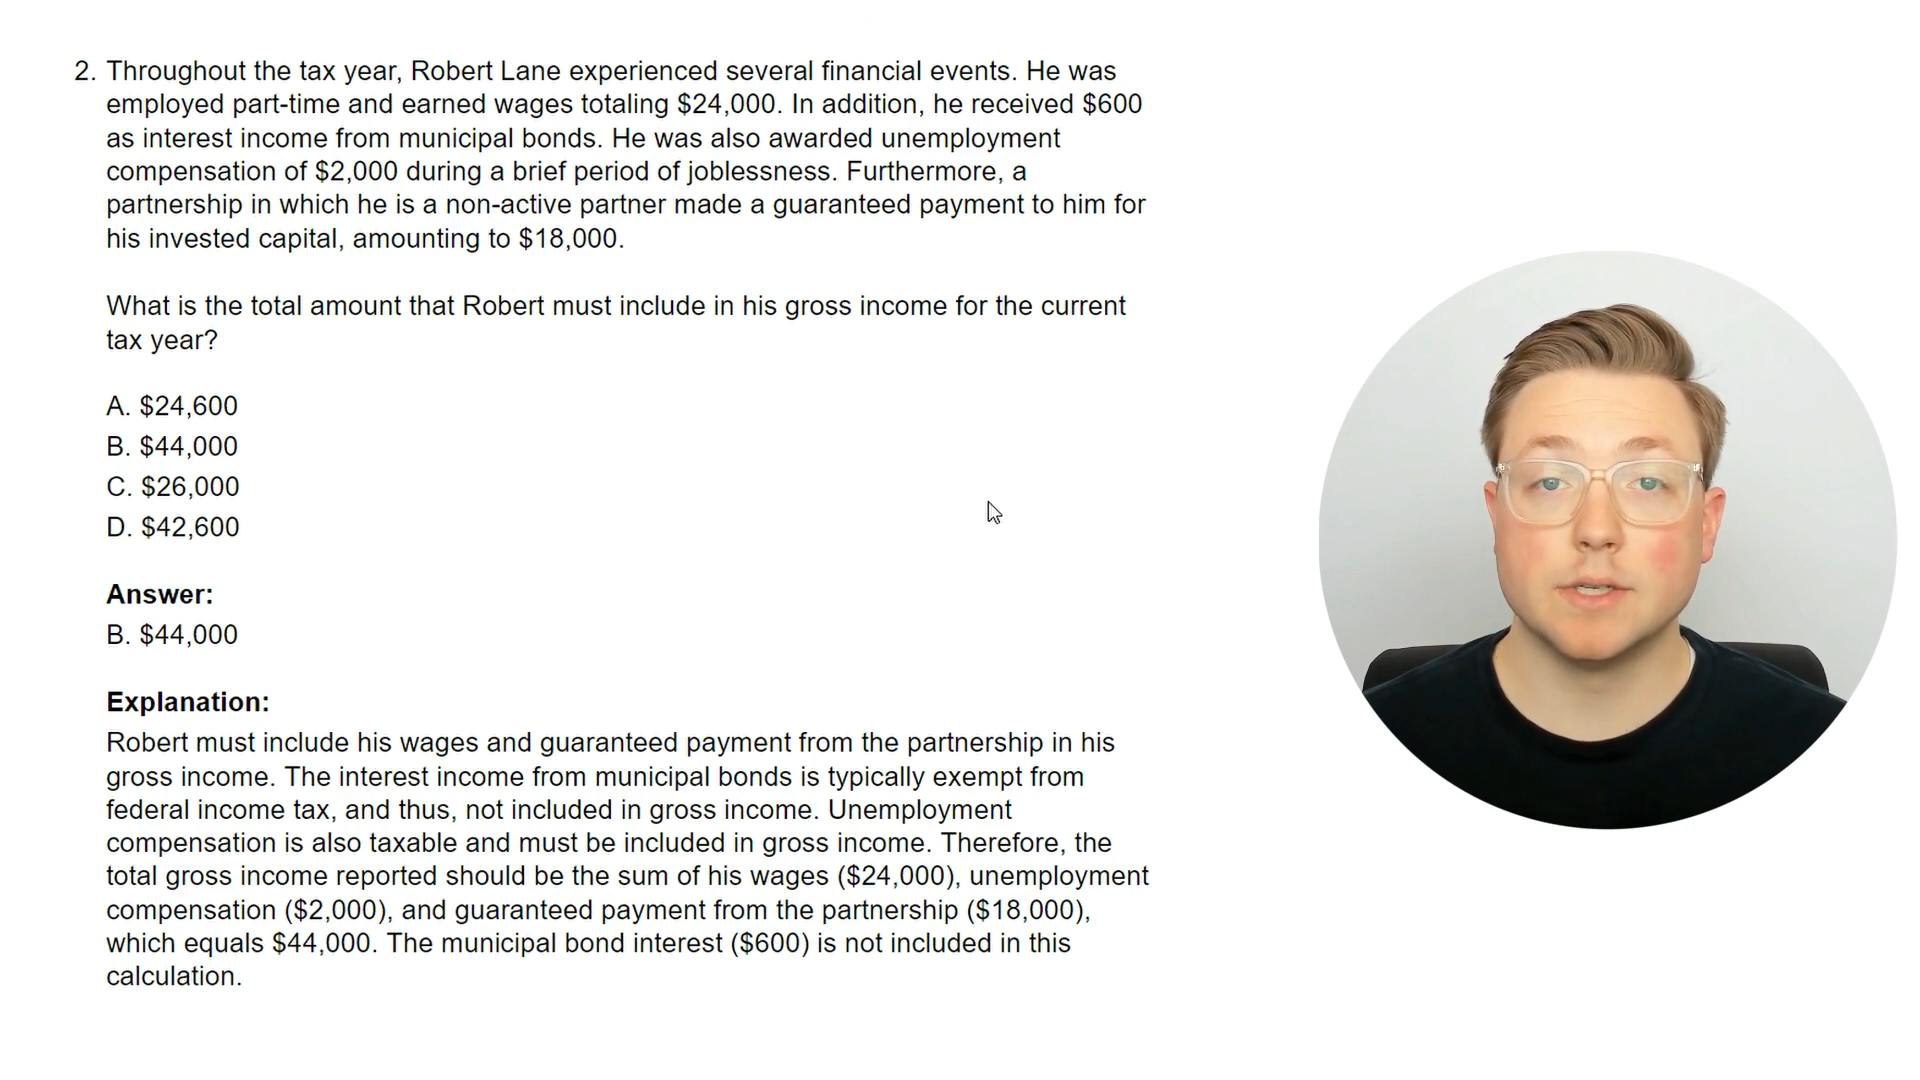 2. Throughout the tax year, Robert Lane experienced several financial events. He was
employed part-time and earned wages totaling $24,000. In addition, he received $600
as interest income from municipal bonds. He was also awarded unemployment
compensation of $2,000 during a brief period of joblessness. Furthermore, a
partnership in which he is a non-active partner made a guaranteed payment to him for
his invested capital, amounting to $18,000.
What is the total amount that Robert must include in his gross income for the current
tax year?
A. $24,600
B. $44,000
C. $26,000
D. $42,600
Answer:
B. $44,000
Explanation:
Robert must include his wages and guaranteed payment from the partnership in his
gross income. The interest income from municipal bonds is typically exempt from
federal income tax, and thus, not included in gross income. Unemployment
compensation is also taxable and must be included in gross income. Therefore, the
total gross income reported should be the sum of his wages ($24,000), unemployment
compensation ($2,000), and guaranteed payment from the partnership ($18,000),
which equals $44,000. The municipal bond interest ($600) is not included in this
calculation.